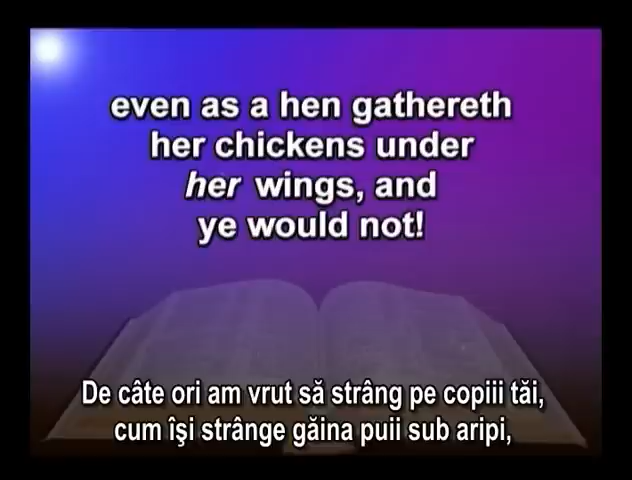 even as a hen gathereth
her chickens under
her wings, and
ye would not!
De câte ori am vrut să strâng pe copiii tăi,
cum îşi strânge găina puii sub aripi,